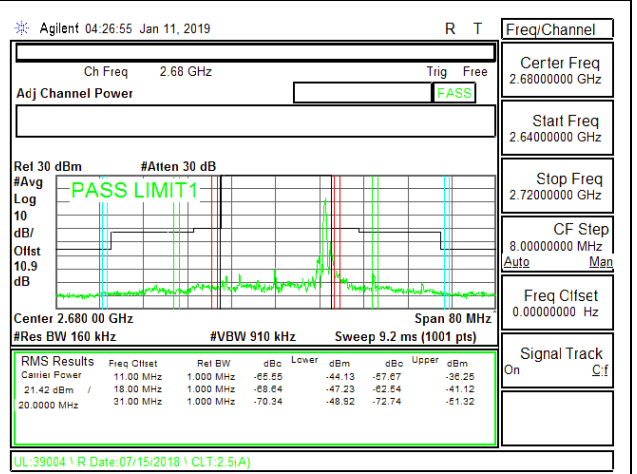 Agilent 04:26:55 Jan 11, 2019 R T
Freq/Channel
Ch Freq 2.68 GHz Trig Free
Adj Channel Power PASS
Center Freq
2.68000000 GHz
Start Freq
2.64000000 GHz
Stop Freq
2.72000000 GHz
CF Step
8.00000000 MHz
Auto Man
Freq Offset
0.00000000 Hz
Signal Track
On Off
Ref 30 dBm #Atten 30 dB
#Avg
Log
10
dB/
Offst
10.9
dB
PASS LIMIT1
Center 2.680 00 GHz Span 80 MHz
#Res BW 160 kHz #VBW 910 kHz Sweep 9.2 ms (1001 pts)
RMS Results Freq Offset Ref BW dBc Lower dBm dBc Upper dBm
Carrier Power 11.00 MHz 1.000 MHz -65.55 -44.13 -57.67 -36.25
21.42 dBm / 18.00 MHz 1.000 MHz -68.64 -47.23 -62.54 -41.12
20.0000 MHz 31.00 MHz 1.000 MHz -70.34 -48.92 -72.74 -51.32
UL:39004 \ R Date:07/15/2018 \ CLT:2.5(A)